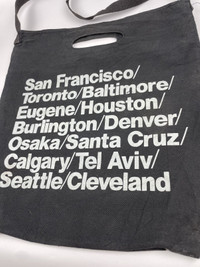 San Francisco/
Toronto/Baltimore/
Eugene/Houston/
Burlington/Denver/
Osaka/Santa Cruz/
Calgary/Tel Aviv/
Seattle/Cleveland